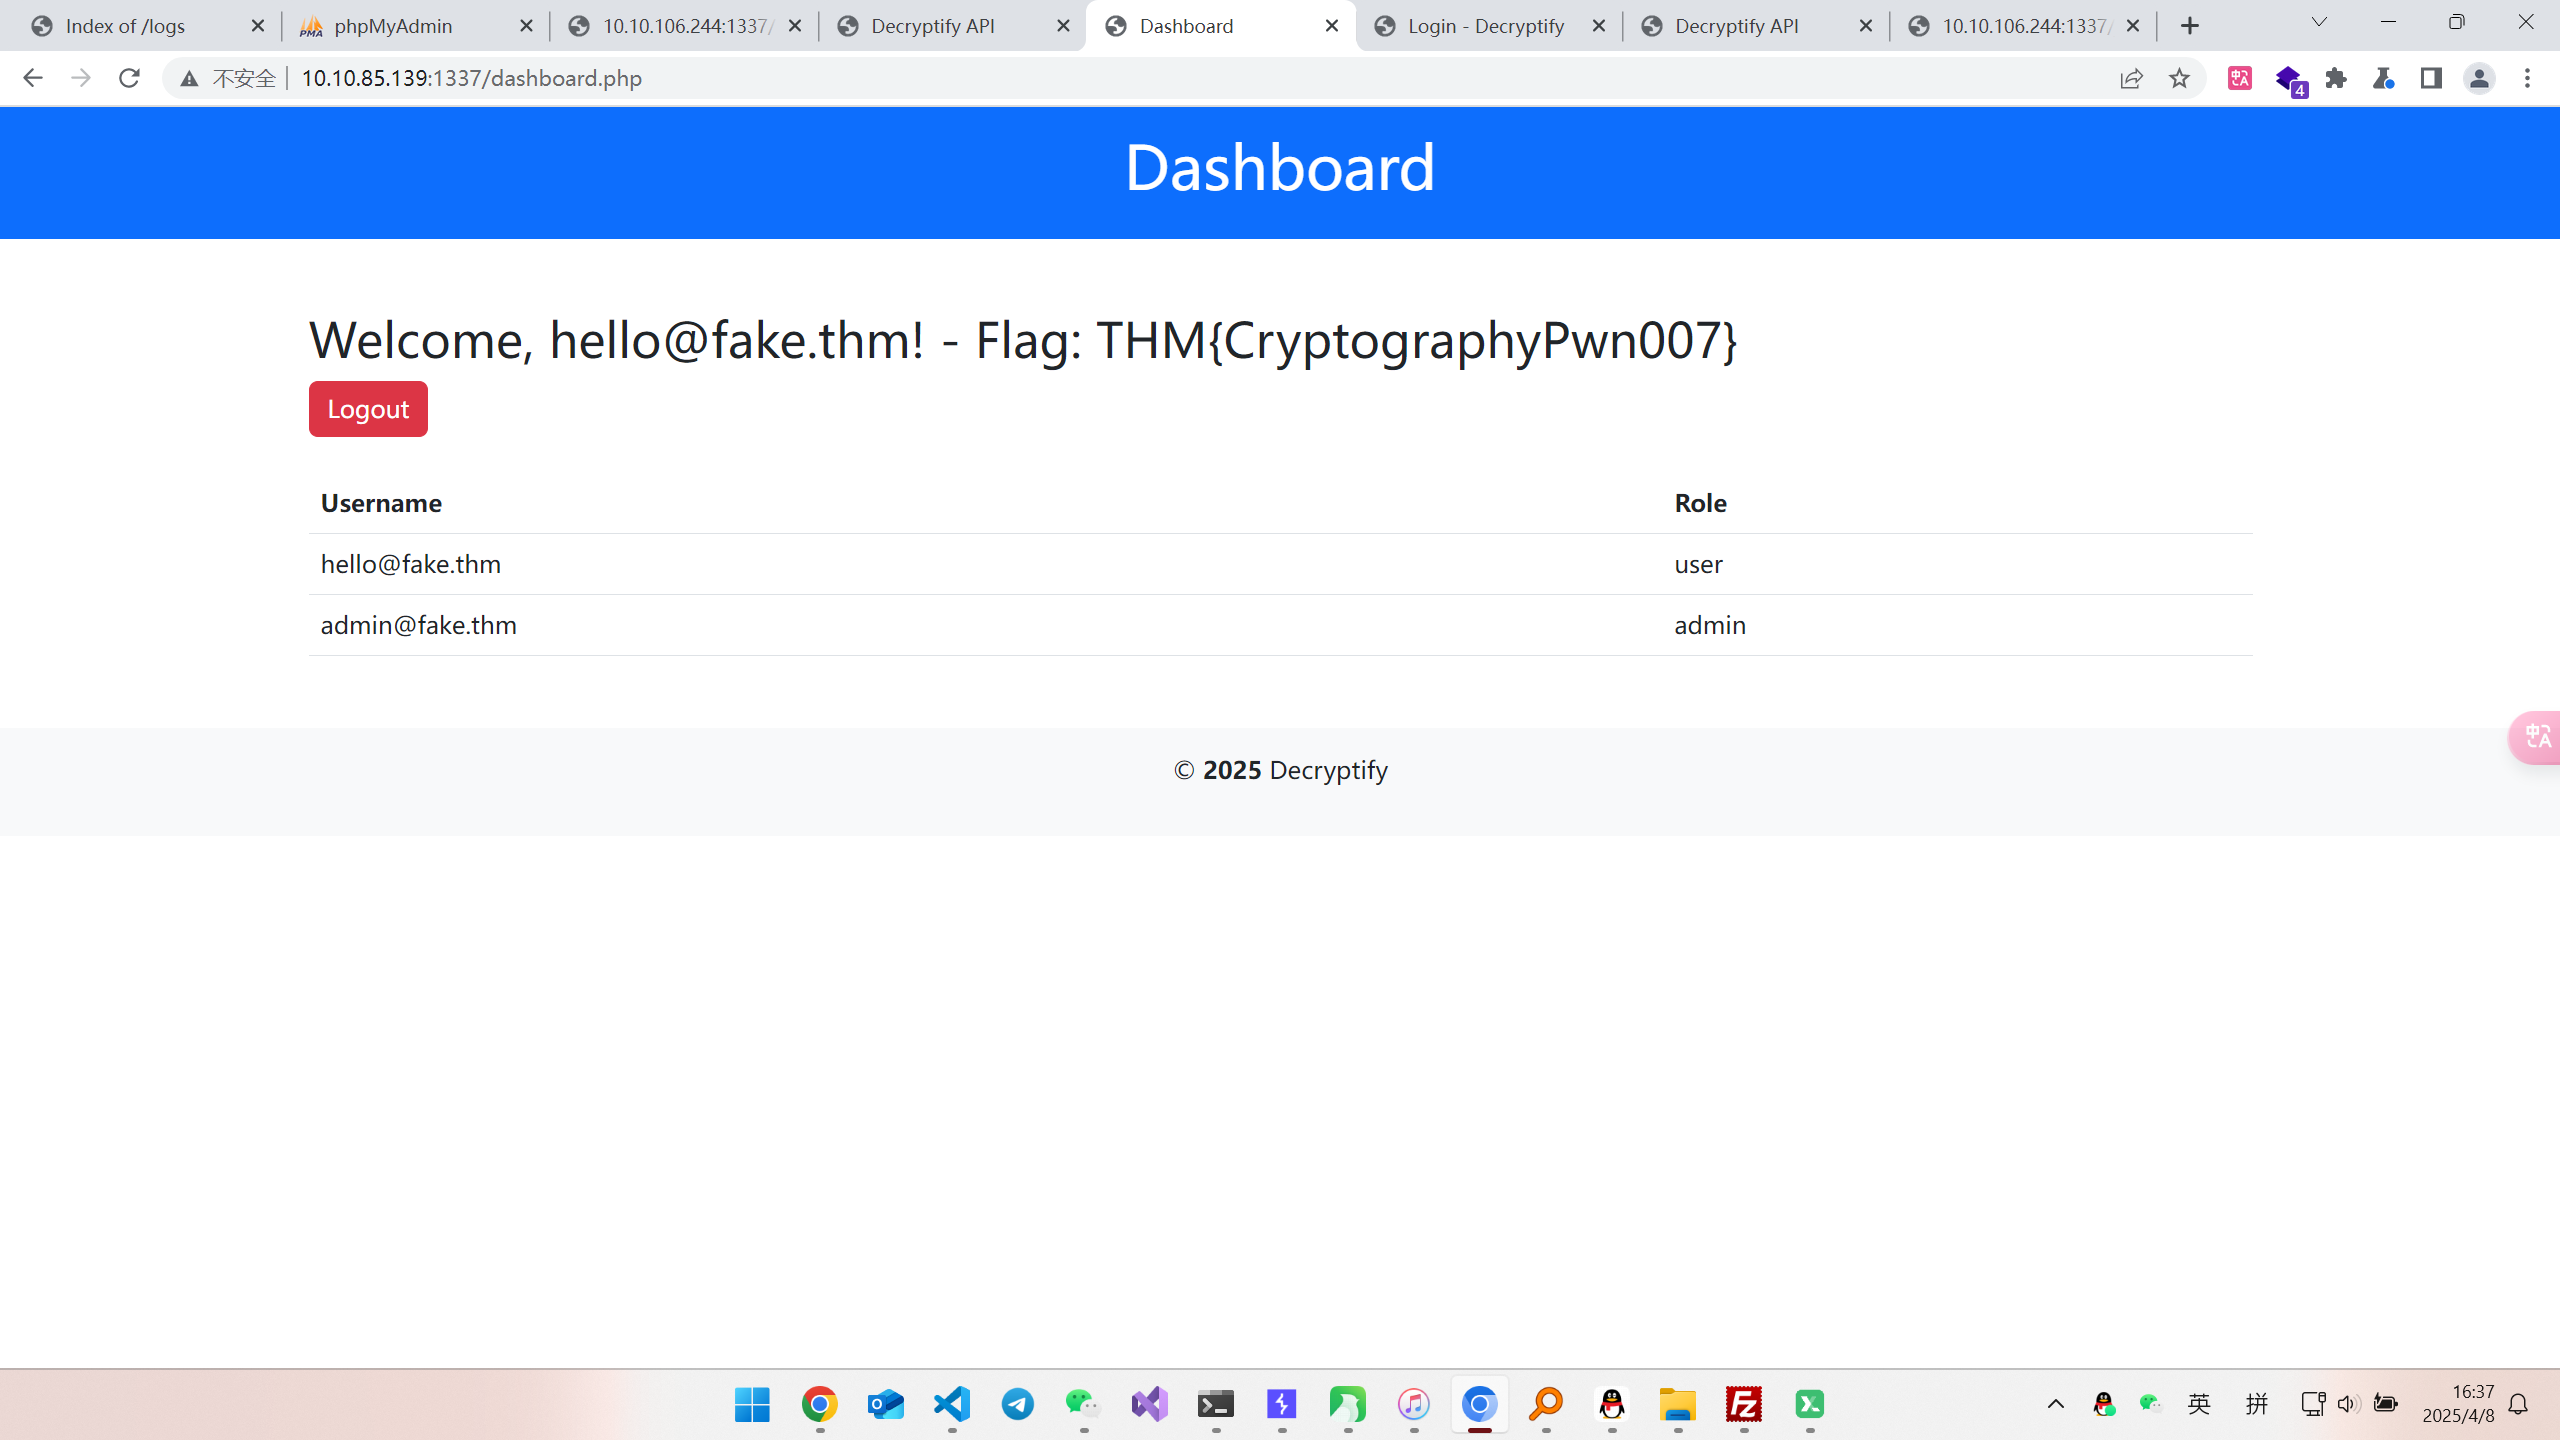 Index of /logs
phpMyAdmin
10.10.106.244:1337/
Decryptify API
Dashboard
Login - Decryptify
Decryptify API
10.10.106.244:1337/
不安全
10.10.85.139:1337/dashboard.php
4
Dashboard
Welcome, hello@fake.thm! - Flag: THM{CryptographyPwn007}
Logout
Username Role
hello@fake.thm user
admin@fake.thm admin
© 2025 Decryptify
英
拼
16:37
2025/4/8